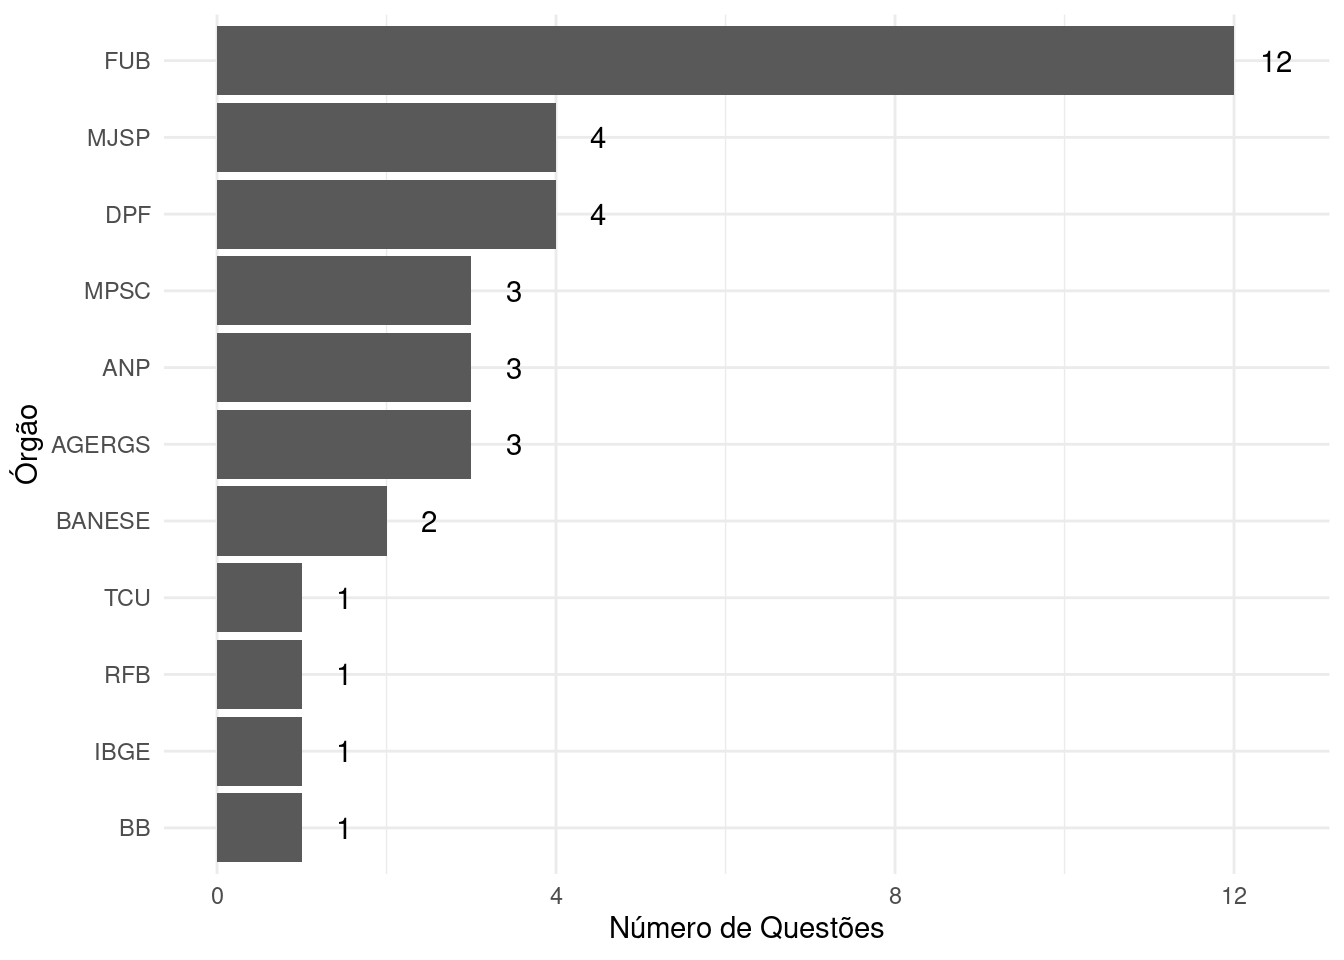 Órgão
FUB 12
MJSP 4
DPF 4
MPSC 3
ANP 3
AGERGS 3
BANESE 2
TCU 1
RFB 1
IBGE 1
BB 1
0 4 8 12
Número de Questões